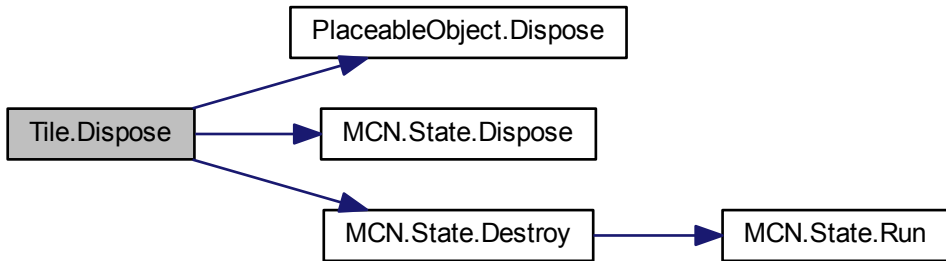 PlaceableObject.Dispose
Tile.Dispose
MCN.State.Dispose
MCN.State.Destroy
MCN.State.Run